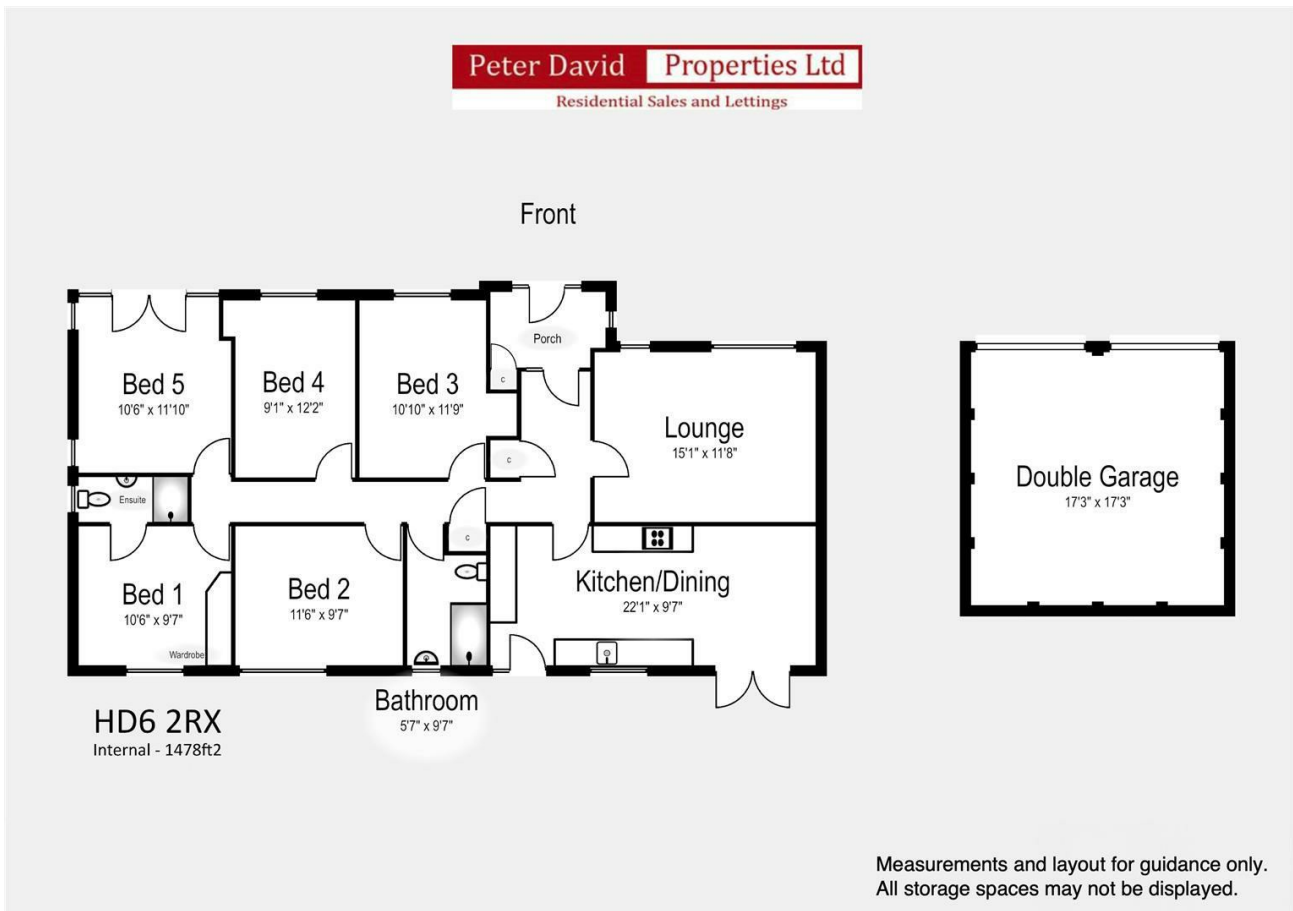 Peter David Properties Ltd
Residential Sales and Lettings
Front
Porch
C
Bed 5
10'6" x 11'10"
Bed 4
9'1" x 12'2"
Bed 3
10'10" x 11'9"
Lounge
15'1" x 11'8"
C
Double Garage
17'3" x 17'3"
Ensuite
C
Bed 1
10'6" x 9'7"
Wardrobe
Bed 2
11'6" x 9'7"
Kitchen/Dining
22'1" x 9'7"
Bathroom
5'7" x 9'7"
HD6 2RX
Internal - 1478ft2
Measurements and layout for guidance only.
All storage spaces may not be displayed.